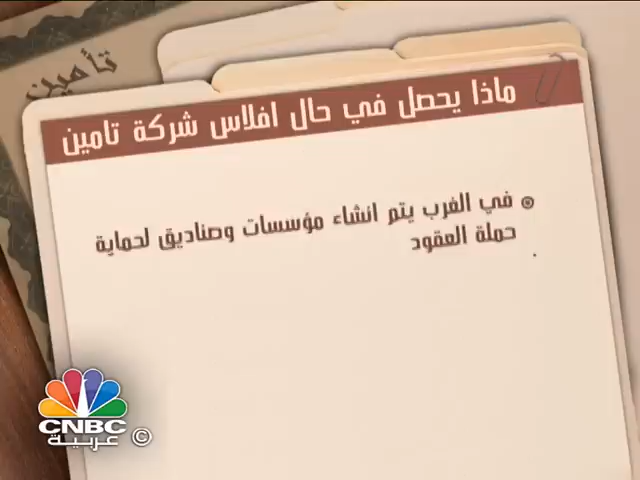 تأمين
ماذا يحصل في حال افلاس شركة تامين
في الغرب يتم انشاء مؤسسات وصناديق لحماية
حملة العقود
CNBC
عربية ©